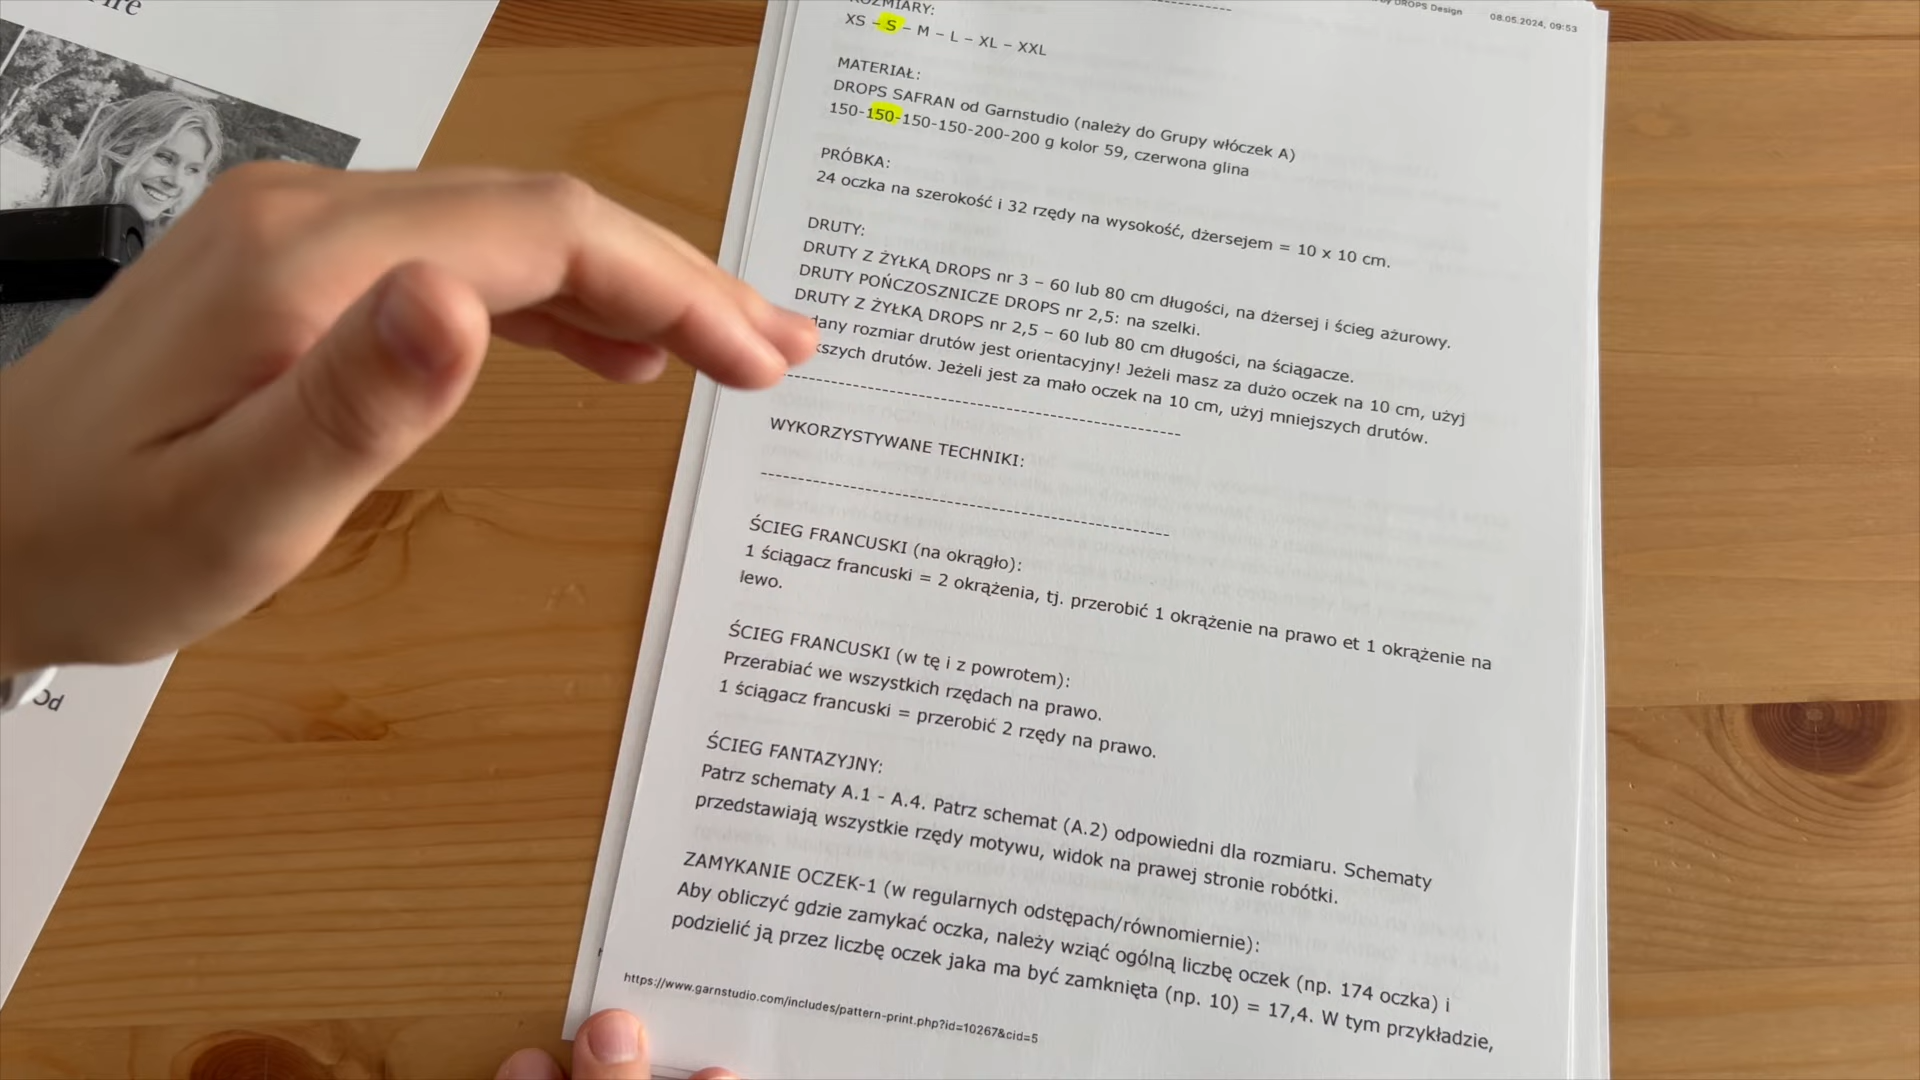 by DROPS Design
08.05.2024, 09:53
ROZMIARY:
XS – S – M – L – XL – XXL
MATERIAŁ:
DROPS SAFRAN od Garnstudio (należy do Grupy włóczek A)
150-150-150-150-200-200 g kolor 59, czerwona glina
PRÓBKA:
24 oczka na szerokość i 32 rzędy na wysokość, dżersejem = 10 x 10 cm.
DRUTY:
DRUTY Z ŻYŁKĄ DROPS nr 3 – 60 lub 80 cm długości, na dżersej i ścieg ażurowy.
DRUTY POŃCZOSZNICZE DROPS nr 2,5: na szelki.
DRUTY Z ŻYŁKĄ DROPS nr 2,5 – 60 lub 80 cm długości, na ściągacze.
rozmiar drutów jest orientacyjny! Jeżeli masz za dużo oczek na 10 cm, użyj
drutów. Jeżeli jest za mało oczek na 10 cm, użyj mniejszych drutów.
WYKORZYSTYWANE TECHNIKI:
ŚCIEG FRANCUSKI (na okrągło):
1 ściągacz francuski = 2 okrążenia, tj. przerobić 1 okrążenie na prawo et 1 okrążenie na
lewo.
ŚCIEG FRANCUSKI (w tę i z powrotem):
Przerabiać we wszystkich rzędach na prawo.
1 ściągacz francuski = przerobić 2 rzędy na prawo.
ŚCIEG FANTAZYJNY:
Patrz schematy A.1 - A.4. Patrz schemat (A.2) odpowiedni dla rozmiaru. Schematy
przedstawiają wszystkie rzędy motywu, widok na prawej stronie robótki.
ZAMYKANIE OCZEK-1 (w regularnych odstępach/równomiernie):
Aby obliczyć gdzie zamykać oczka, należy wziąć ogólną liczbę oczek (np. 174 oczka) i
podzielić ją przez liczbę oczek jaka ma być zamknięta (np. 10) = 17,4. W tym przykładzie,
https://www.garnstudio.com/includes/pattern-print.php?id=10267&cid=5